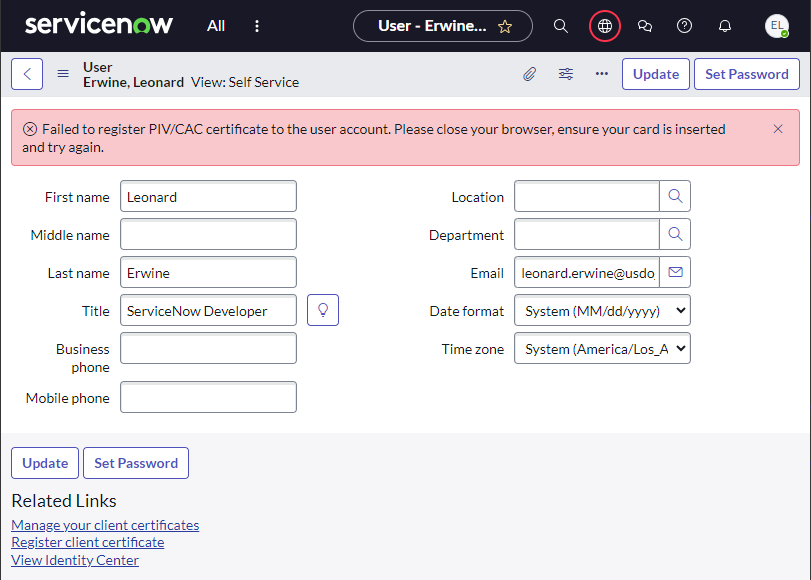 servicenow
All
User - Erwine...
EL
User
Erwine, Leonard View: Self Service
Update
Set Password
Failed to register PIV/CAC certificate to the user account. Please close your browser, ensure your card is inserted
and try again.
First name
Leonard
Middle name
Last name
Erwine
Title
ServiceNow Developer
Business
phone
Mobile phone
Location
Department
Email
leonard.erwine@usdo
Date format
System (MM/dd/yyyy)
Time zone
System (America/Los_A
Update
Set Password
Related Links
Manage your client certificates
Register client certificate
View Identity Center